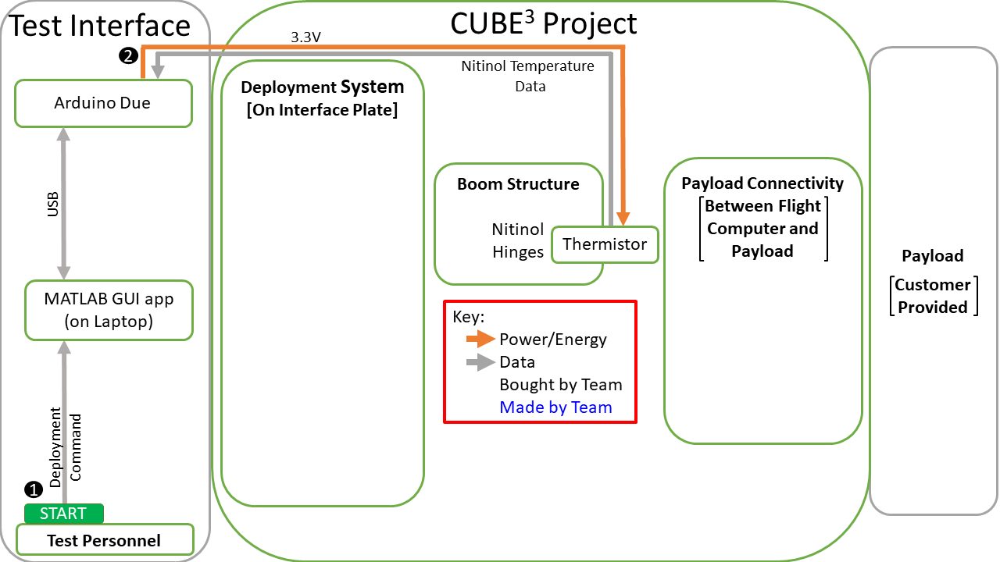 Test Interface
CUBE³ Project
3.3V
2
Nitinol Temperature
Data
Arduino Due
Deployment System
[On Interface Plate]
USB
Boom Structure
Nitinol
Hinges
Thermistor
Payload Connectivity
[Between Flight
Computer and
Payload]
Payload
[Customer
Provided]
MATLAB GUI app
(on Laptop)
Key:
Power/Energy
Data
Bought by Team
Made by Team
Deployment
Command
1
START
Test Personnel